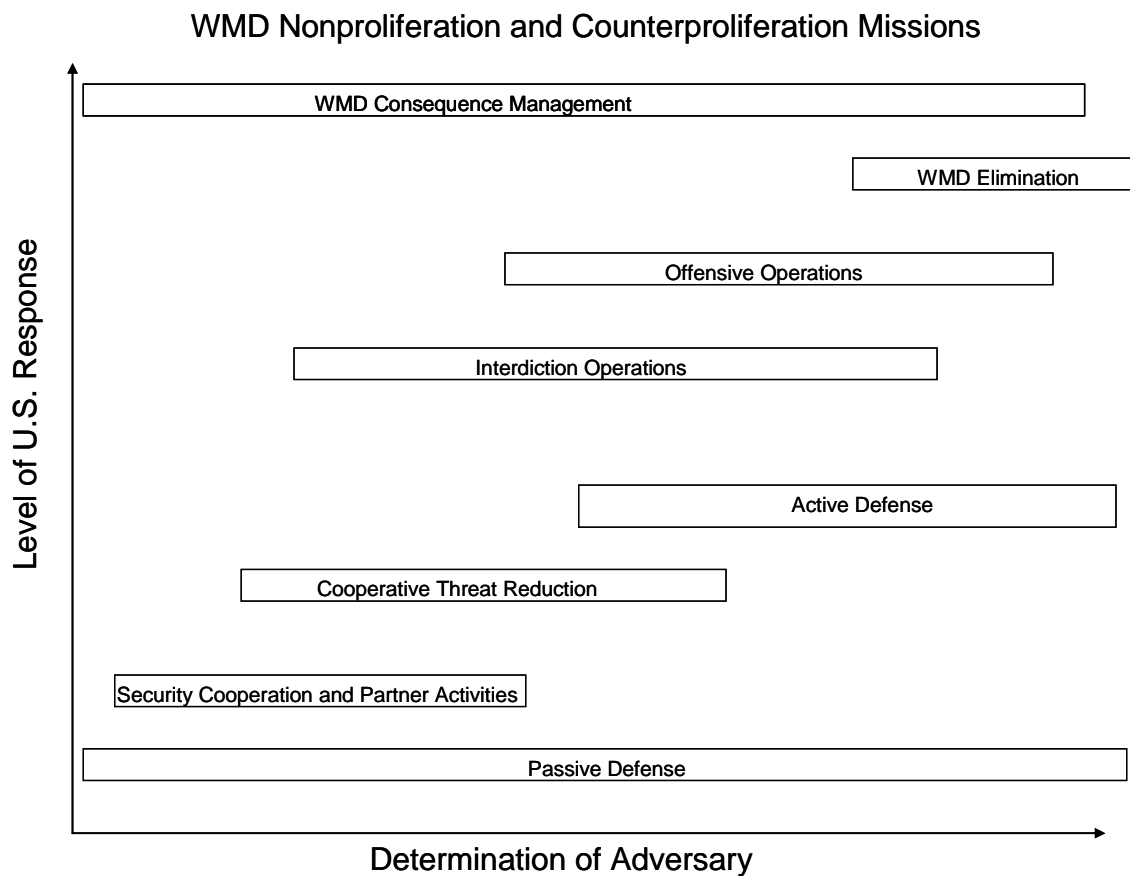 WMD Nonproliferation and Counterproliferation Missions
WMD Consequence Management
WMD Elimination
Offensive Operations
Interdiction Operations
Active Defense
Cooperative Threat Reduction
Security Cooperation and Partner Activities
Passive Defense
Level of U.S. Response
Determination of Adversary